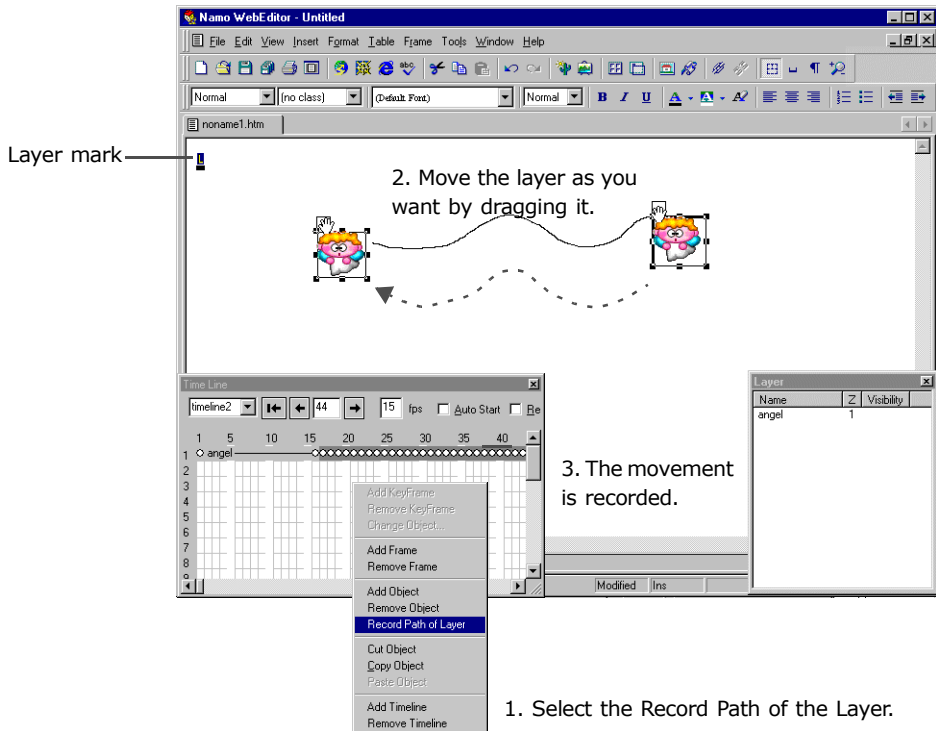 Namo WebEditor - Untitled
File Edit View Insert Format Table Frame Tools Window Help
Normal (no class) (Default Font) Normal B I U A A A
noname1.htm
Layer mark
L
2. Move the layer as you
want by dragging it.
Time Line
timeline2 44 15 fps Auto Start Re
1 5 10 15 20 25 30 35 40
1 angel
2
3
4
5
6
7
8
9
Add KeyFrame
Remove KeyFrame
Change Object...
Add Frame
Remove Frame
Add Object
Remove Object
Record Path of Layer
Cut Object
Copy Object
Paste Object
Add Timeline
Remove Timeline
3. The movement
is recorded.
Layer
Name Z Visibility
angel 1
Modified Ins
1. Select the Record Path of the Layer.